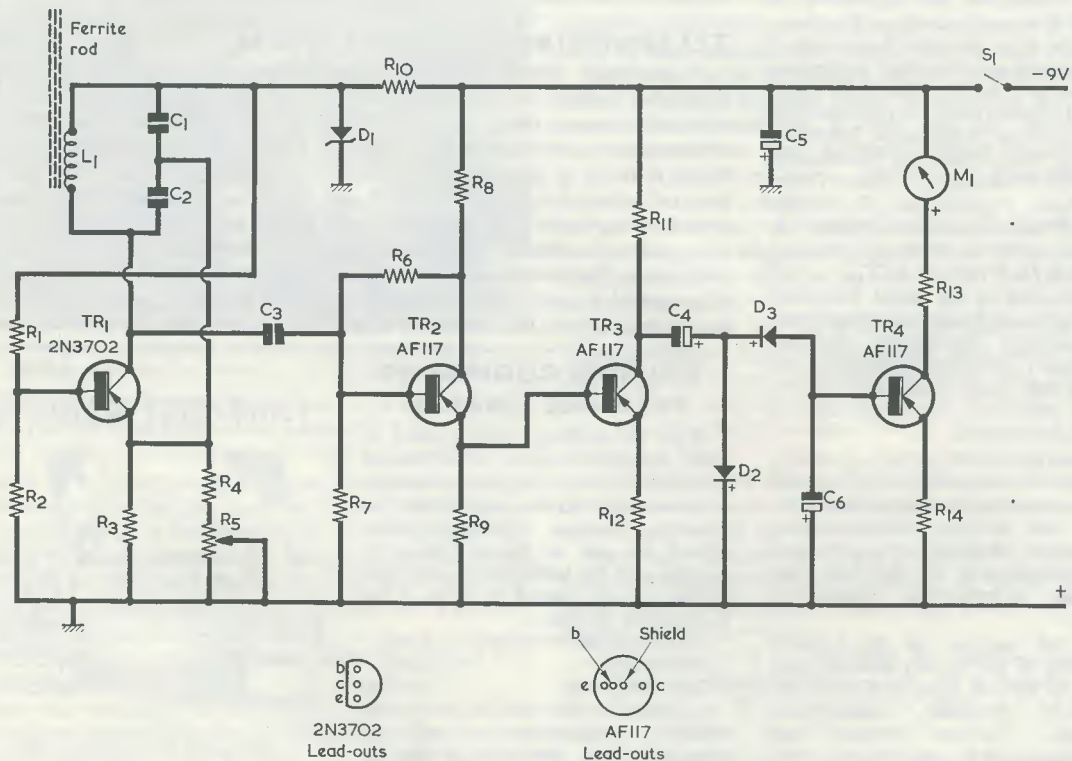 Ferrite
rod
R10
S1
−9V
C1
L1
C2
D1
R8
C5
M1
+
+
R11
R6
R13
R1
TR1
2N3702
C3
TR2
AF117
TR3
AF117
C4
+
D3
+
TR4
AF117
R2
R3
R4
R5
R7
R9
R12
D2
+
C6
+
R14
+
b
c
e
2N3702
Lead-outs
b
Shield
e
c
AF117
Lead-outs